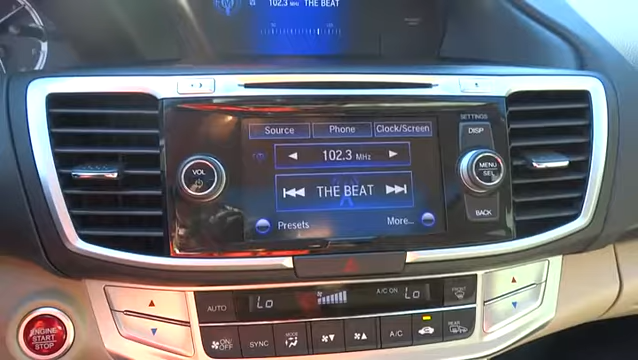 102.3 MHz THE BEAT
SETTINGS
DISP
Source Phone Clock/Screen
102.3 MHz
VOL
MENU
SEL
THE BEAT
BACK
Presets More...
AUTO Lo A/C ON Lo FRONT
ON/OFF SYNC MODE A/C REAR
ENGINE
START
STOP